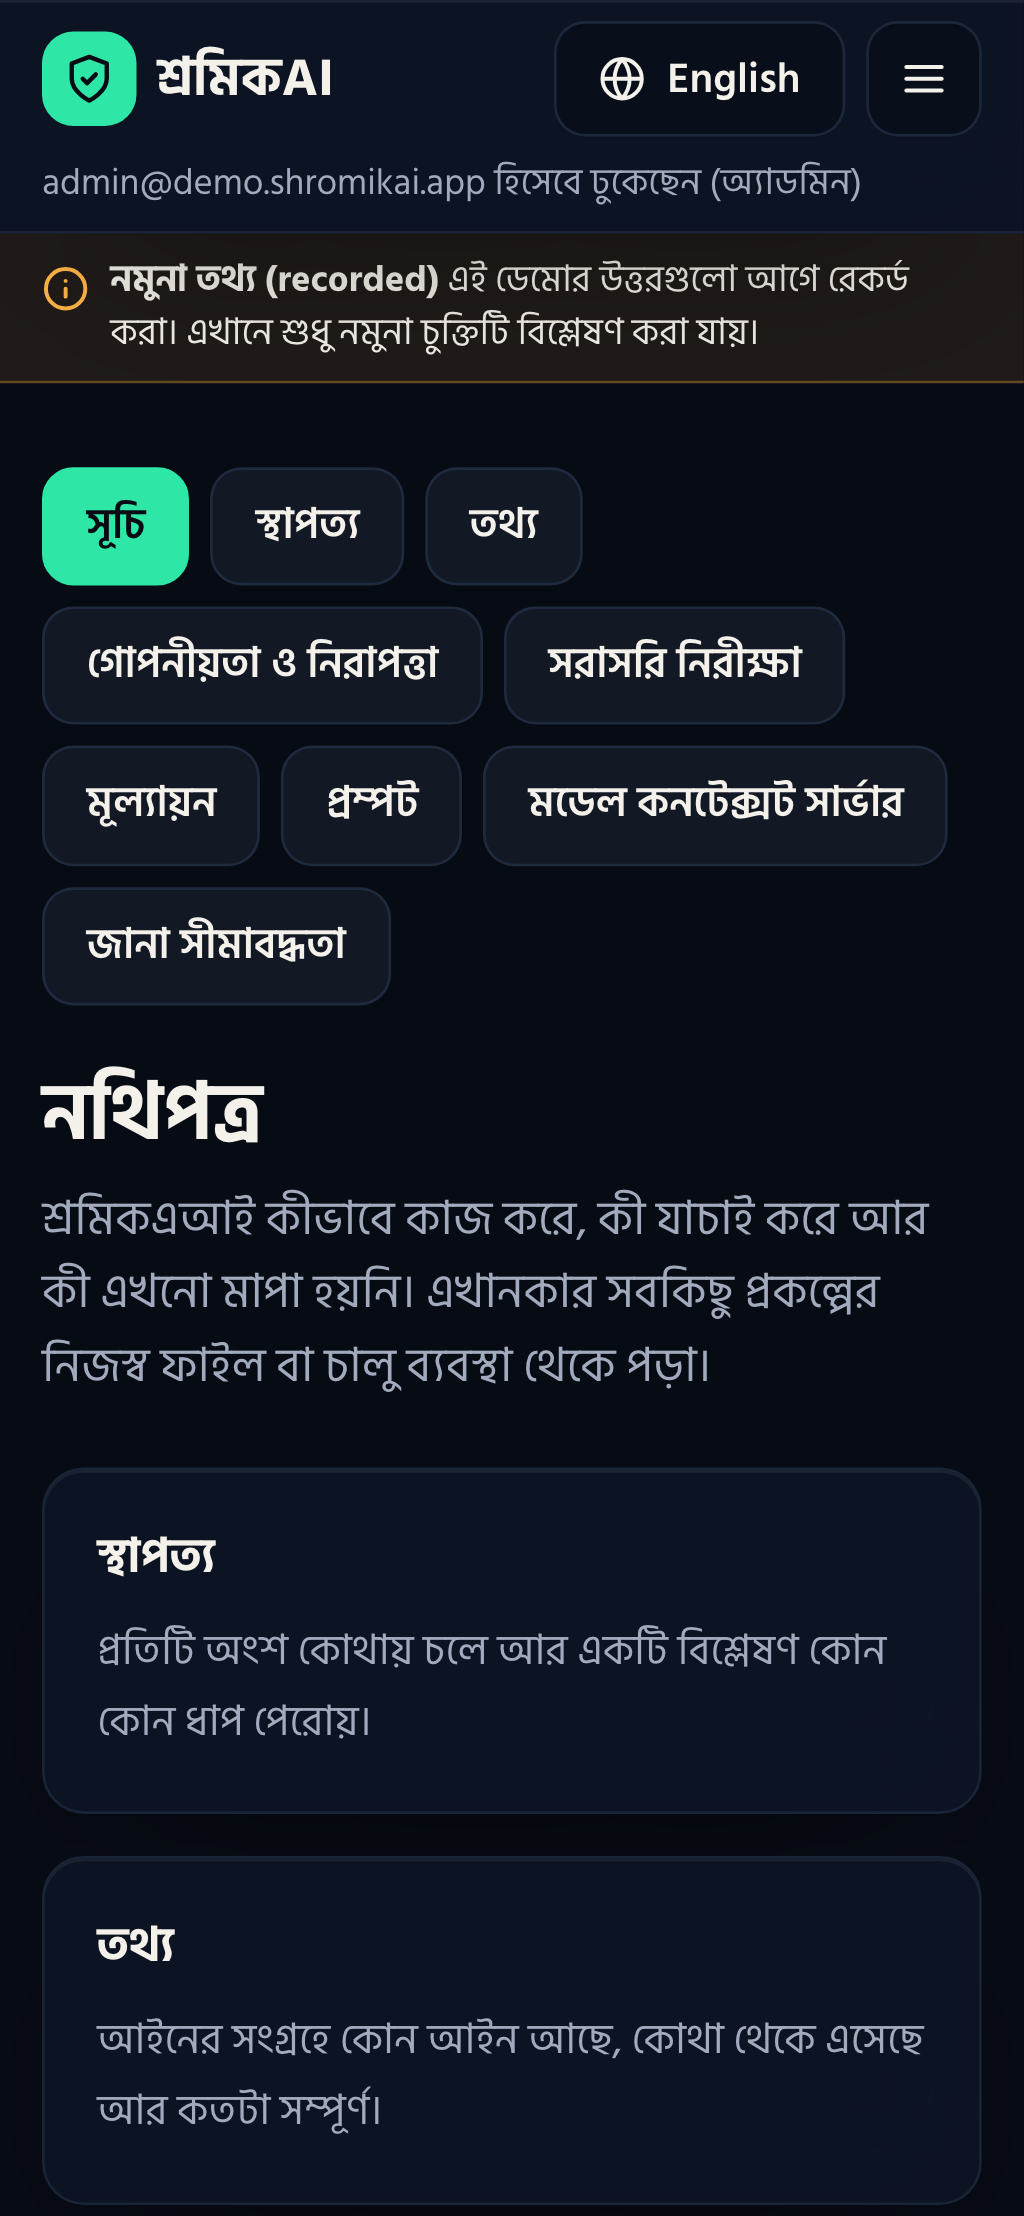 শ্রমিকAI
English
admin@demo.shromikai.app হিসেবে ঢুকেছেন (অ্যাডমিন)
নমুনা তথ্য (recorded) এই ডেমোর উত্তরগুলো আগে রেকর্ড
করা। এখানে শুধু নমুনা চুক্তিটি বিশ্লেষণ করা যায়।
সূচি
স্থাপত্য
তথ্য
গোপনীয়তা ও নিরাপত্তা
সরাসরি নিরীক্ষা
মূল্যায়ন
প্রম্পট
মডেল কনটেক্সট সার্ভার
জানা সীমাবদ্ধতা
নথিপত্র
শ্রমিকএআই কীভাবে কাজ করে, কী যাচাই করে আর
কী এখনো মাপা হয়নি। এখানকার সবকিছু প্রকল্পের
নিজস্ব ফাইল বা চালু ব্যবস্থা থেকে পড়া।
স্থাপত্য
প্রতিটি অংশ কোথায় চলে আর একটি বিশ্লেষণ কোন
কোন ধাপ পেরোয়।
তথ্য
আইনের সংগ্রহে কোন আইন আছে, কোথা থেকে এসেছে
আর কতটা সম্পূর্ণ।